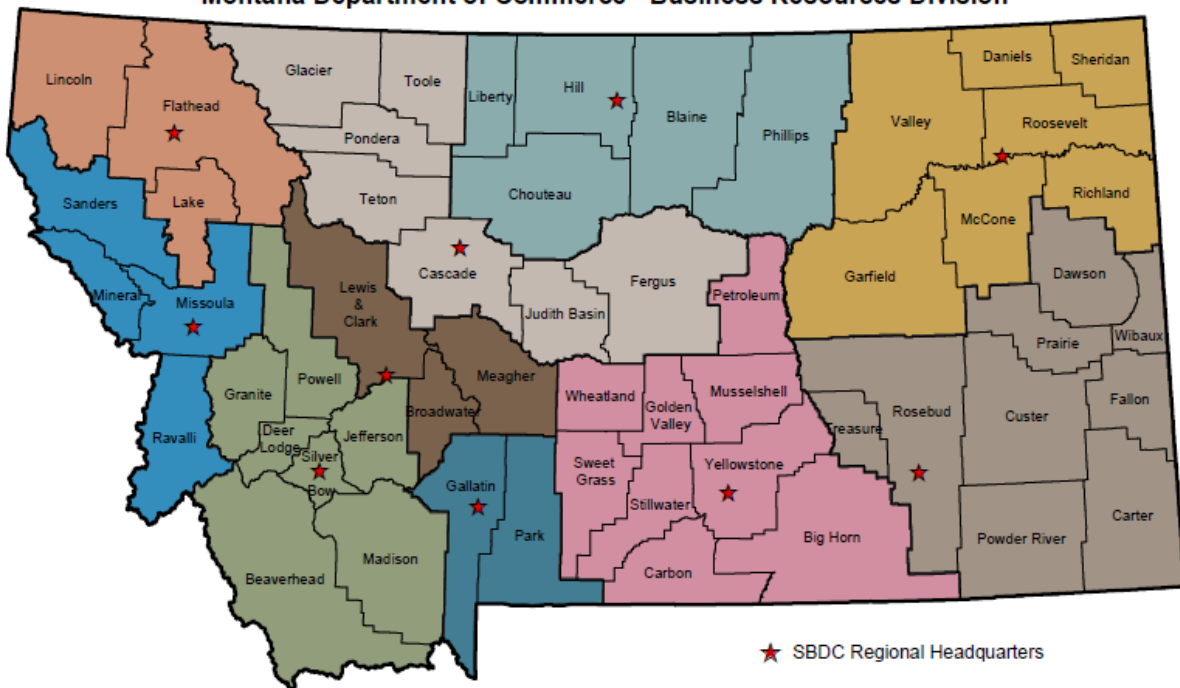 Montana Department of Commerce - Business Resources Division
Lincoln
Flathead
Glacier
Toole
Liberty
Hill
Blaine
Phillips
Valley
Daniels
Sheridan
Roosevelt
Pondera
Teton
Chouteau
Richland
McCone
Sanders
Lake
Cascade
Judith Basin
Fergus
Petroleum
Garfield
Dawson
Mineral
Missoula
Lewis
&
Clark
Prairie
Wibaux
Granite
Powell
Meagher
Broadwater
Wheatland
Golden
Valley
Musselshell
Treasure
Rosebud
Custer
Fallon
Ravalli
Deer
Lodge
Silver
Bow
Jefferson
Gallatin
Park
Sweet
Grass
Stillwater
Yellowstone
Big Horn
Powder River
Carter
Beaverhead
Madison
Carbon
SBDC Regional Headquarters